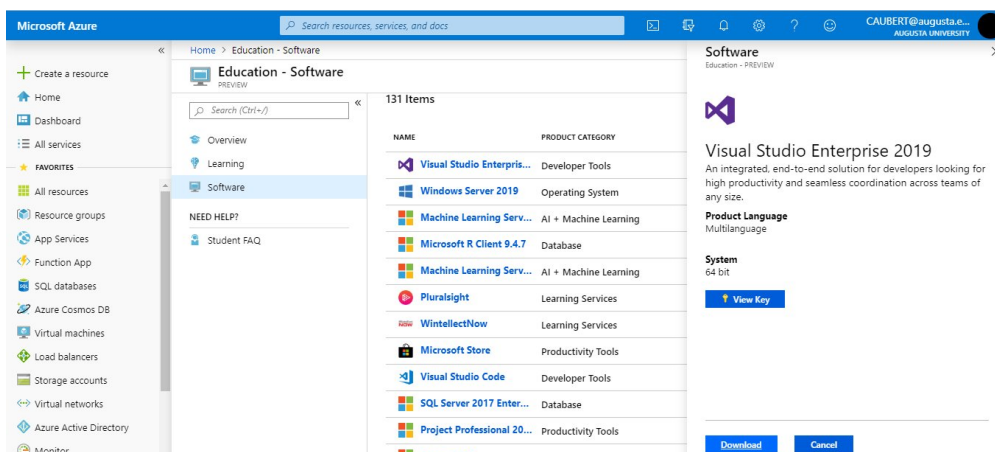 Microsoft Azure
Search resources, services, and docs
CAUBERT@augusta.e...
AUGUSTA UNIVERSITY
Create a resource
Home
Dashboard
All services
FAVORITES
All resources
Resource groups
App Services
Function App
SQL databases
Azure Cosmos DB
Virtual machines
Load balancers
Storage accounts
Virtual networks
Azure Active Directory
Monitor
Home > Education - Software
Education - Software
PREVIEW
Search (Ctrl+/)
Overview
Learning
Software
NEED HELP?
Student FAQ
131 Items
NAME PRODUCT CATEGORY
Visual Studio Enterpris... Developer Tools
Windows Server 2019 Operating System
Machine Learning Serv... AI + Machine Learning
Microsoft R Client 9.4.7 Database
Machine Learning Serv... AI + Machine Learning
Pluralsight Learning Services
WintellectNow Learning Services
Microsoft Store Productivity Tools
Visual Studio Code Developer Tools
SQL Server 2017 Enter... Database
Project Professional 20... Productivity Tools
Software
Education - PREVIEW
Visual Studio Enterprise 2019
An integrated, end-to-end solution for developers looking for
high productivity and seamless coordination across teams of
any size.
Product Language
Multilanguage
System
64 bit
View Key
Download Cancel